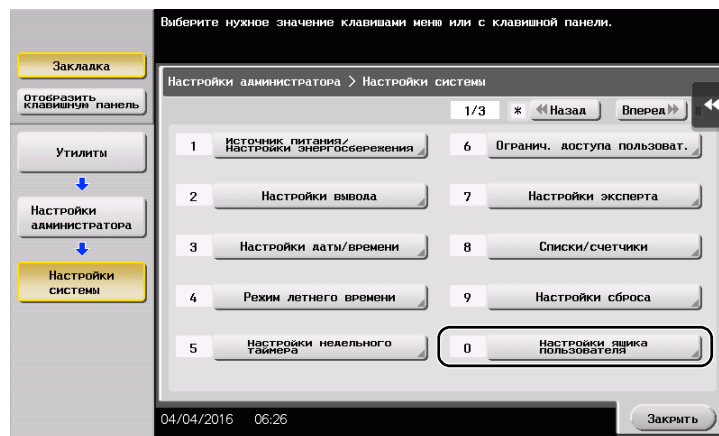 Выберите нужное значение клавишами меню или с клавишной панели.
Закладка
Отобразить
клавишную панель
Утилиты
Настройки
администратора
Настройки
системы
Настройки администратора > Настройки системы
1/3 * Назад Вперед
1 Источник питания/
Настройки энергосбережения
6 Огранич. доступа пользоват.
2 Настройки вывода
7 Настройки эксперта
3 Настройки даты/времени
8 Списки/счетчики
4 Режим летнего времени
9 Настройки сброса
5 Настройки недельного
таймера
0 Настройки ящика
пользователя
04/04/2016 06:26
Закрыть